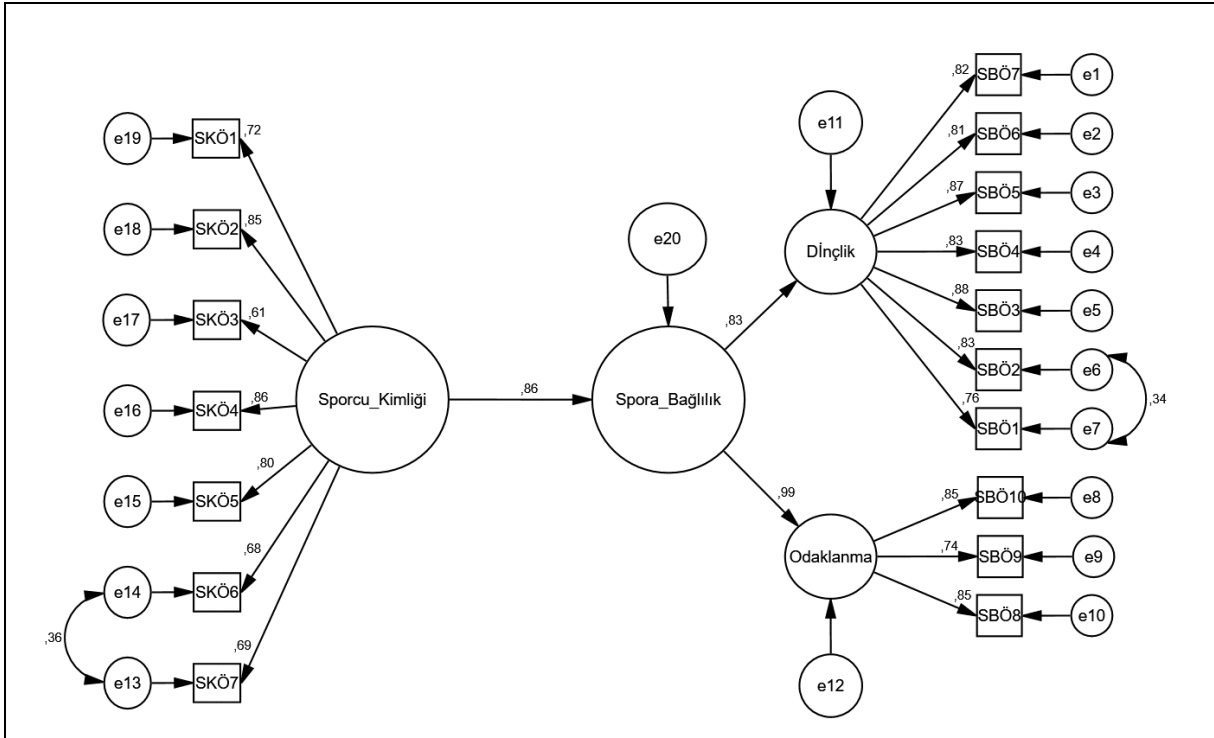 e19
SKÖ1
,72
e18
SKÖ2
,85
e17
SKÖ3
,61
e16
SKÖ4
,86
e15
SKÖ5
,80
e14
SKÖ6
,68
e13
SKÖ7
,69
,36
Sporcu_Kimliği
,86
e20
Spora_Bağlılık
,83
,99
e11
Dİnçlik
,82
SBÖ7
e1
,81
SBÖ6
e2
,87
SBÖ5
e3
,83
SBÖ4
e4
,88
SBÖ3
e5
,83
SBÖ2
e6
,76
SBÖ1
e7
,34
Odaklanma
e12
,85
SBÖ10
e8
,74
SBÖ9
e9
,85
SBÖ8
e10